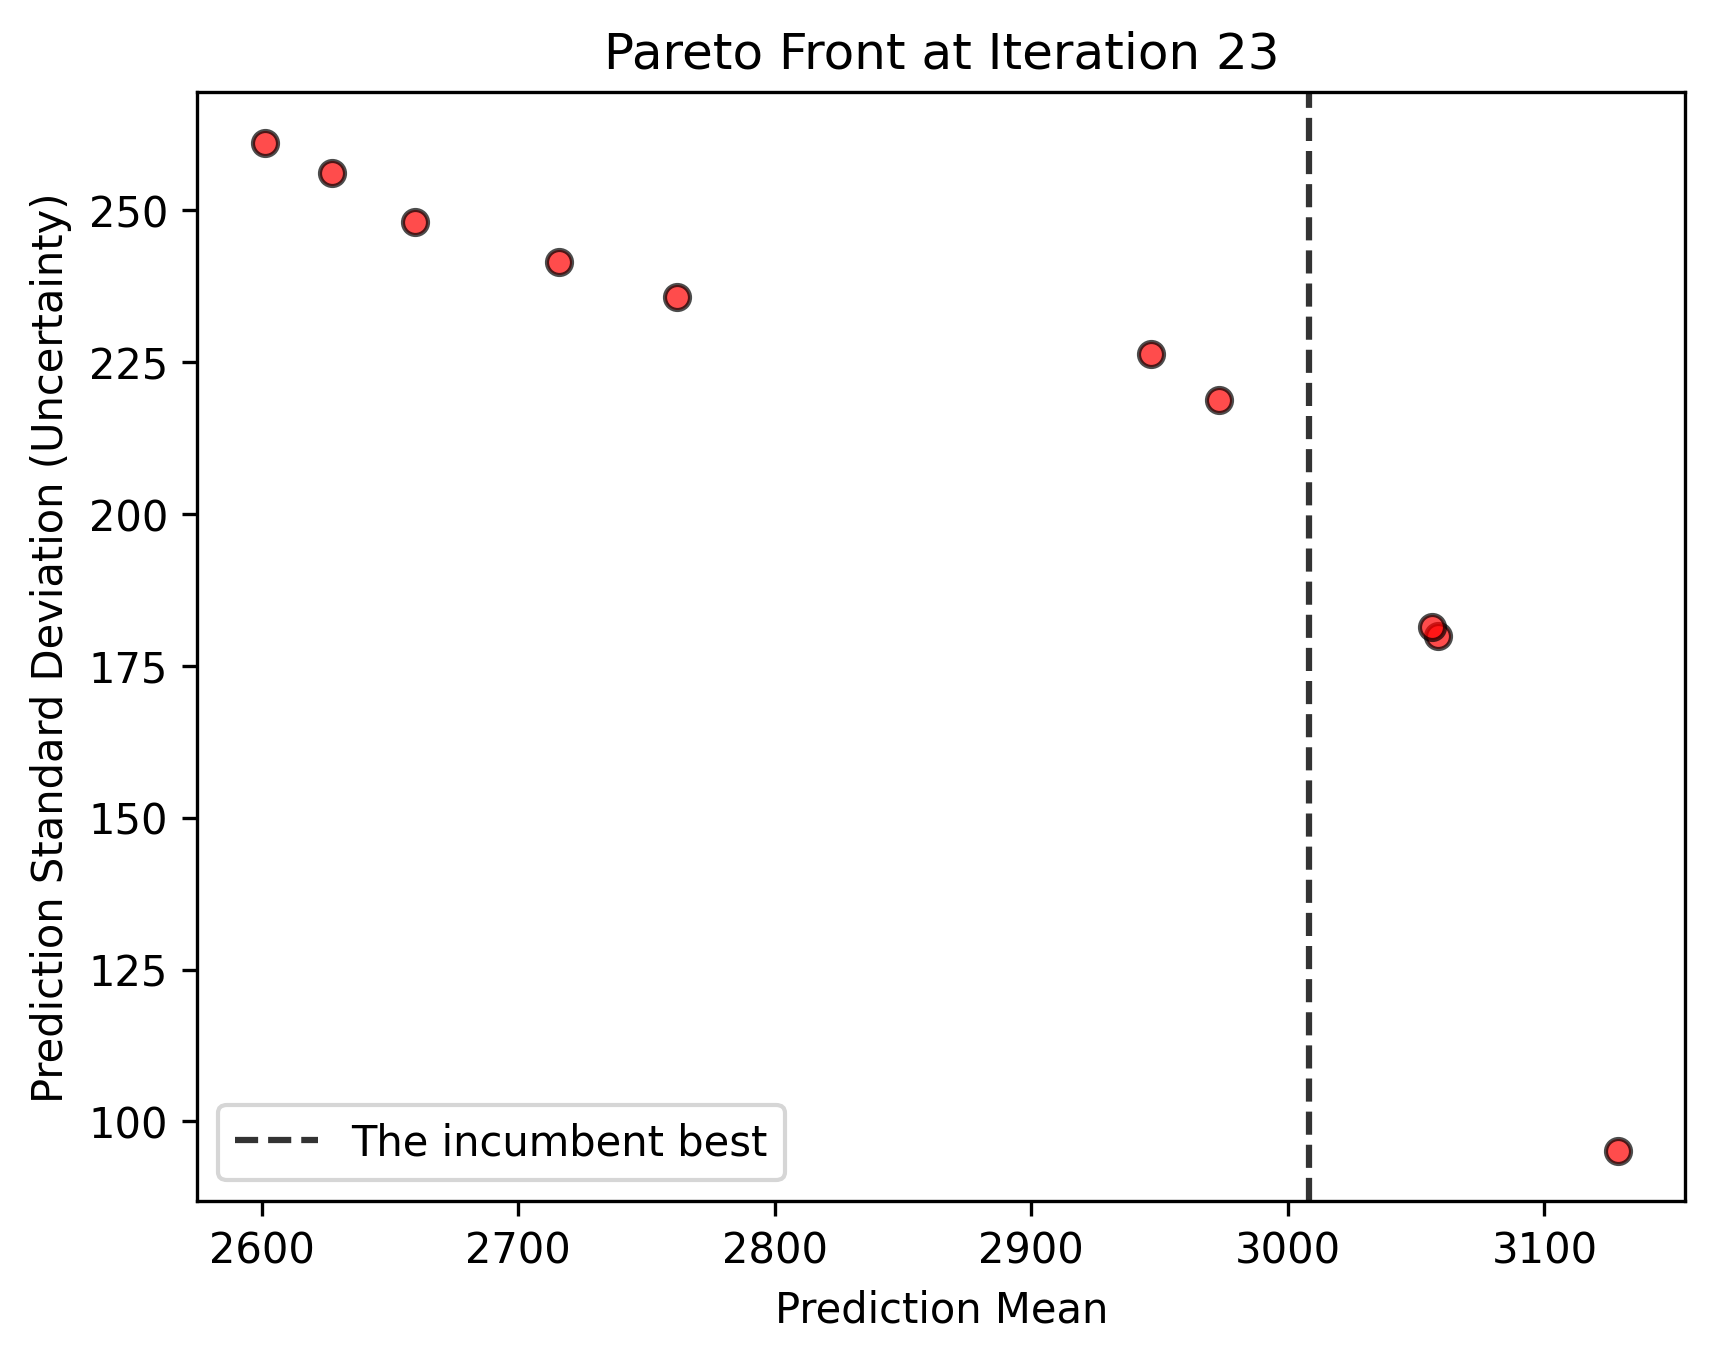 Pareto Front at Iteration 23
Prediction Standard Deviation (Uncertainty)
250
225
200
175
150
125
100
The incumbent best
2600 2700 2800 2900 3000 3100
Prediction Mean